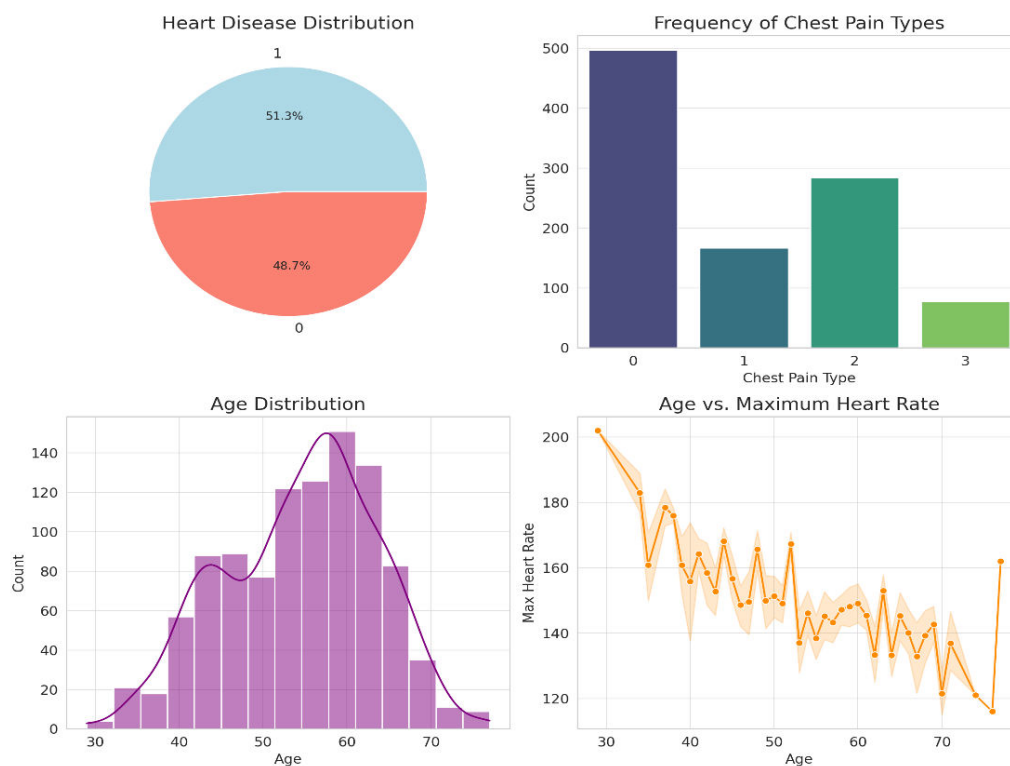 Heart Disease Distribution
1
51.3%
48.7%
0
Frequency of Chest Pain Types
500
400
300
200
100
0
Count
0 1 2 3
Chest Pain Type
Age Distribution
140
120
100
80
60
40
20
0
Count
30 40 50 60 70
Age
Age vs. Maximum Heart Rate
200
180
160
140
120
Max Heart Rate
30 40 50 60 70
Age